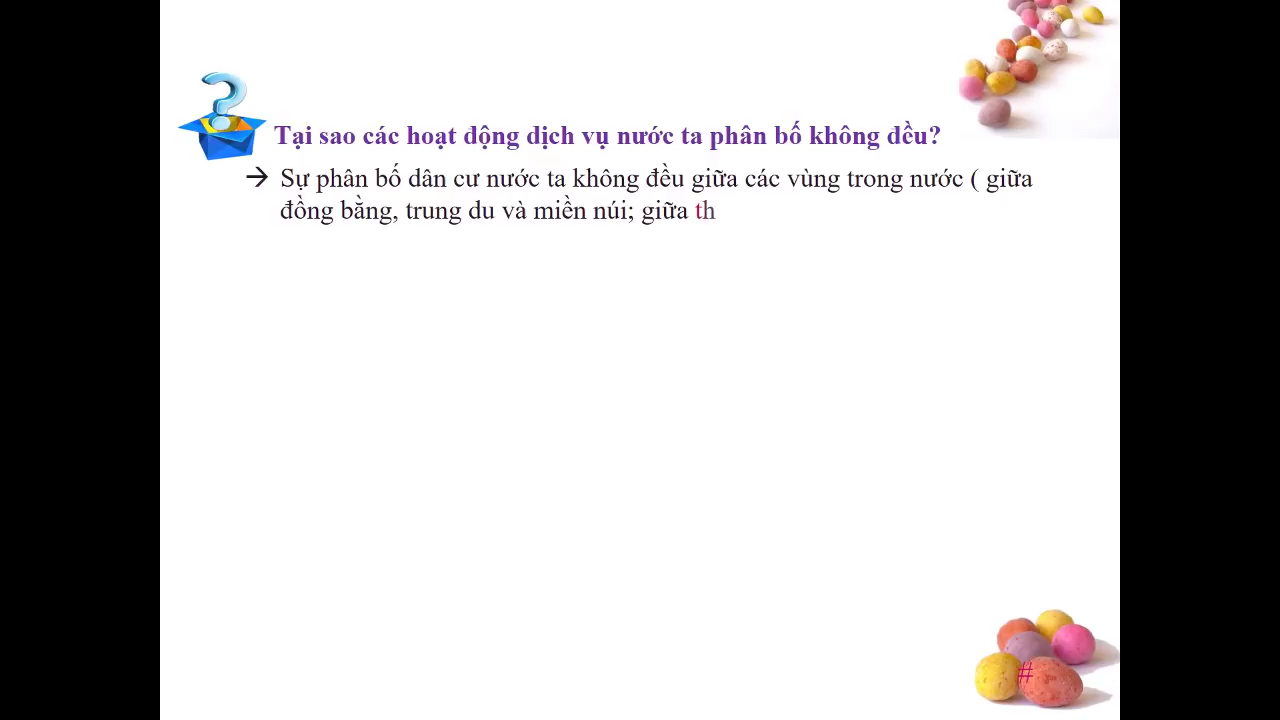 Tại sao các hoạt động dịch vụ nước ta phân bố không đều?
→ Sự phân bố dân cư nước ta không đều giữa các vùng trong nước ( giữa
đồng bằng, trung du và miền núi; giữa th
#